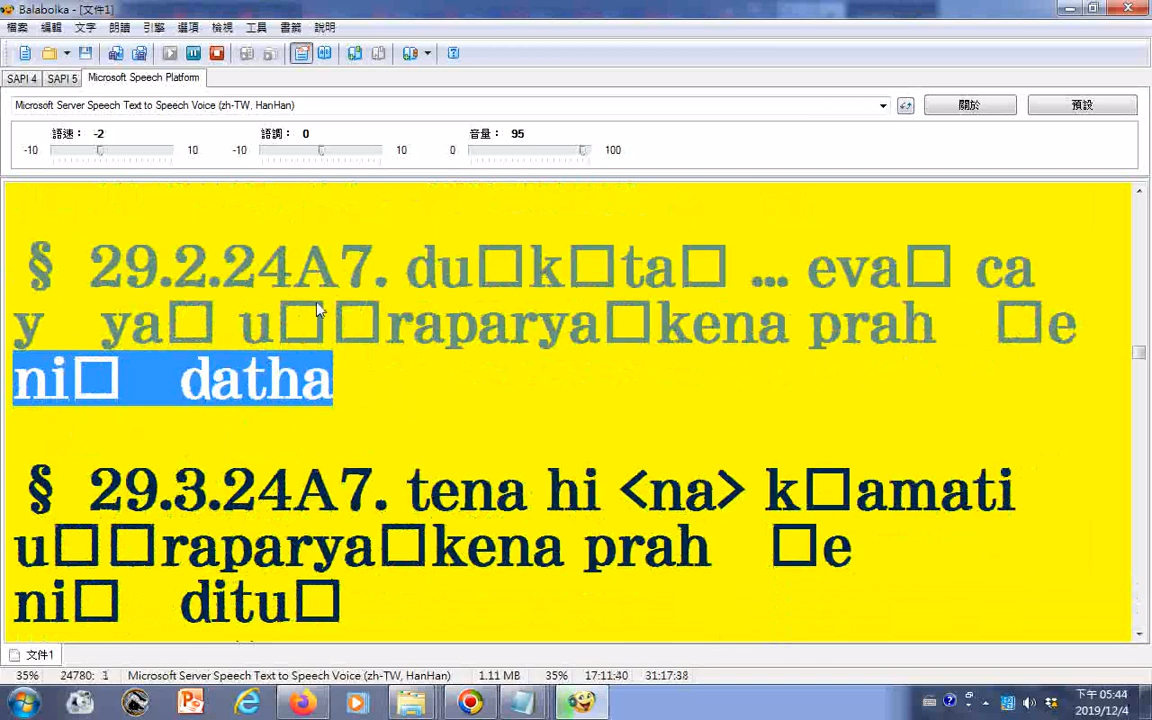 Balabolka - [文件1]
檔案 編輯 文字 朗讀 引擎 選項 檢視 工具 書籤 說明
SAPI 4 SAPI 5 Microsoft Speech Platform
Microsoft Server Speech Text to Speech Voice (zh-TW, HanHan) 關於 預設
語速： -2 語調： 0 音量： 95
-10 10 -10 10 0 100
§ 29.2.24A7. du□k□ta□ ... eva□ ca
y ya□ u□□raparya□kena prah □e
ni□ datha
§ 29.3.24A7. tena hi <na> k□amati
u□□raparya□kena prah □e
ni□ ditu□
文件1
35% 24780: 1 Microsoft Server Speech Text to Speech Voice (zh-TW, HanHan) 1.11 MB 35% 17:11:40 31:17:38
下午 05:44
2019/12/4